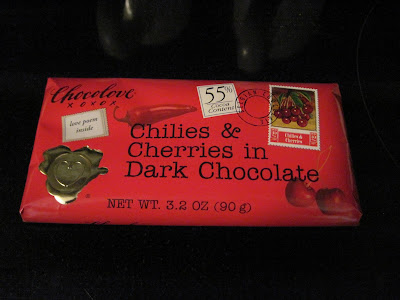 Chocolove
XOXOX
love poem
inside
55%
Cocoa
Content
Chilies &
Cherries
Chilies &
Cherries in
Dark Chocolate
NET WT. 3.2 OZ (90 g)
Chocolove